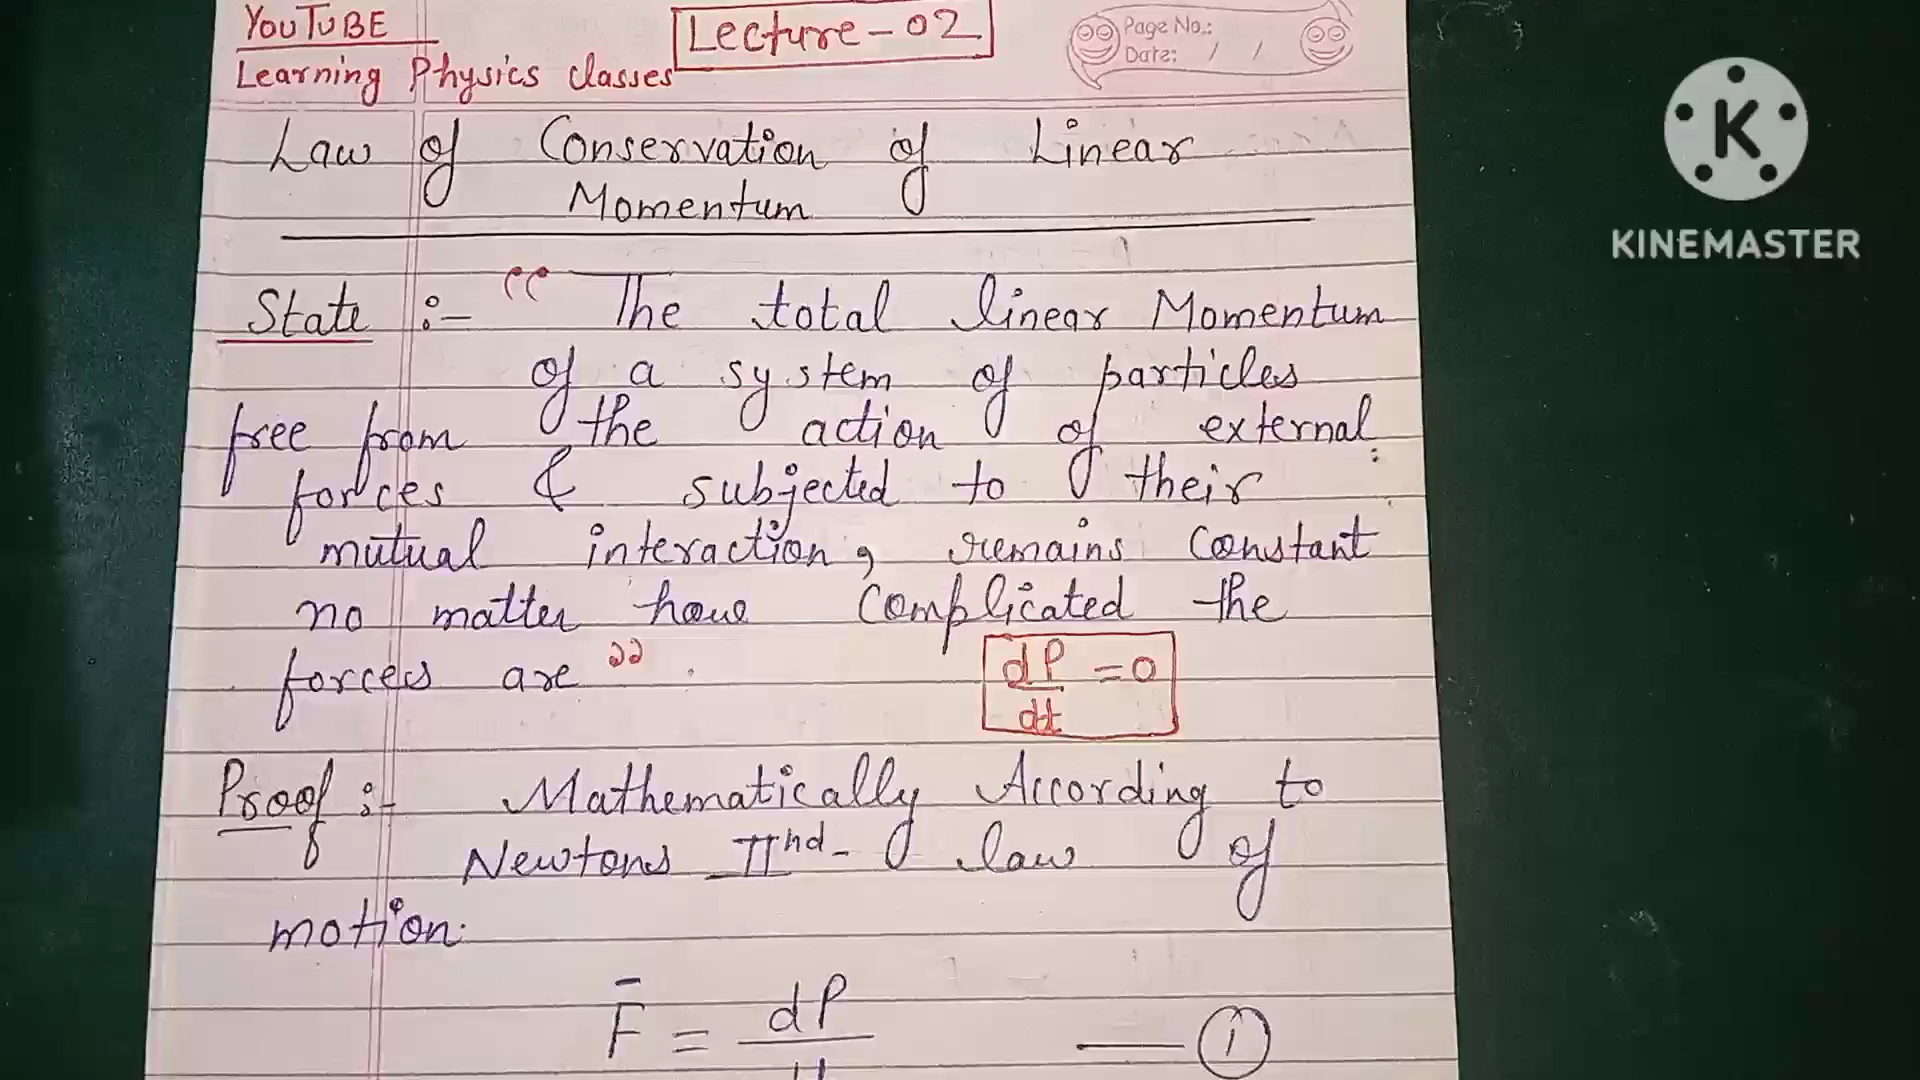 YOUTUBE
Lecture-02
Page No.:
Date: / /
Learning Physics classes
Law of Conservation of Linear
Momentum
State :- “ The total linear Momentum
of a system of particles
free from the action of external
forces & subjected to their
mutual interaction, remains constant
no matter how complicated the
forces are ” .
dP/dt = 0
Proof :- Mathematically According to
Newtons IInd - law of
motion.
F̄ = dP
— (i)
K
KINEMASTER